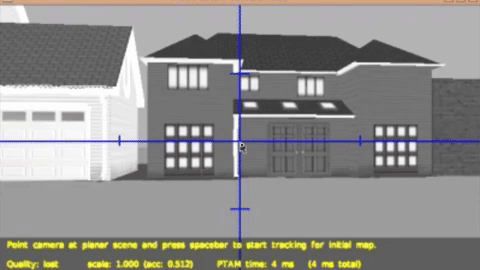 Point camera at planar scene and press spacebar to start tracking for initial map.
Quality: lost scale: 1.000 (acc: 0.512) PTAM time: 4 ms (4 ms total)